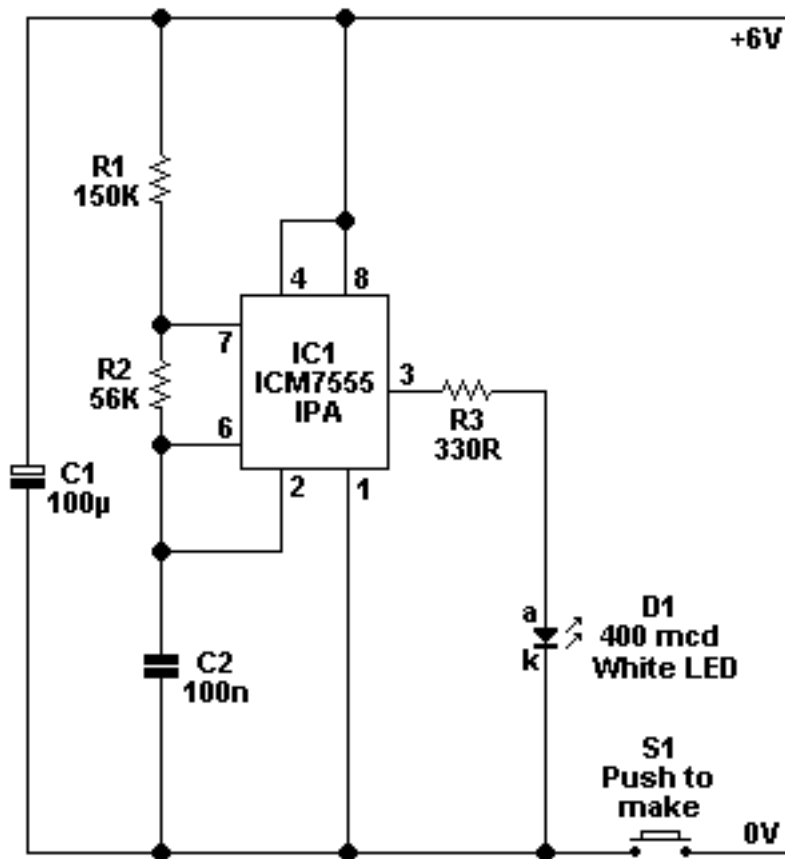 +6V
R1
150K
4
8
7
IC1
ICM7555
IPA
3
R2
56K
6
R3
330R
C1
100µ
2
1
a
D1
400 mcd
White LED
k
C2
100n
S1
Push to
make
0V